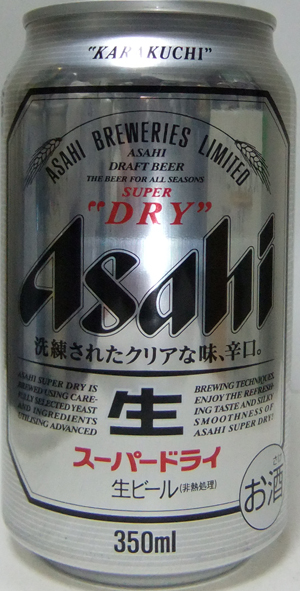 "KARAKUCHI"
ASAHI BREWERIES LIMITED
ASAHI
DRAFT BEER
THE BEER FOR ALL SEASONS
SUPER
"DRY"
Asahi
洗練されたクリアな味、辛口。
ASAHI SUPER DRY IS
BREWED USING CARE-
FULLY SELECTED YEAST
AND INGREDIENTS
UTILISING ADVANCED
BREWING TECHNIQUES.
ENJOY THE REFRESH-
ING TASTE AND SILKY
SMOOTHNESS OF
ASAHI SUPER DRY!
生
スーパードライ
生ビール(非熱処理)
お酒
350ml